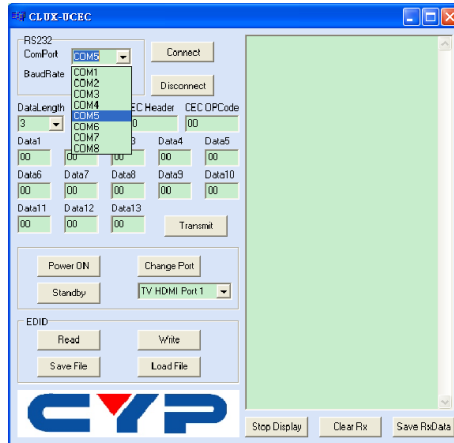 CLUX-UCEC
RS232
ComPort COM5 Connect
BaudRate Disconnect
COM1
COM2
COM3
COM4
COM5
COM6
COM7
COM8
DataLength EC Header CEC OPCode
3 0 00
Data1 3 Data4 Data5
00 00 00
Data6 Data7 Data8 Data9 Data10
00 00 00 00 00
Data11 Data12 Data13
00 00 00 Transmit
Power ON Change Port
Standby TV HDMI Port 1
EDID
Read Write
Save File Load File
CYP
Stop Display Clear Rx Save RxData